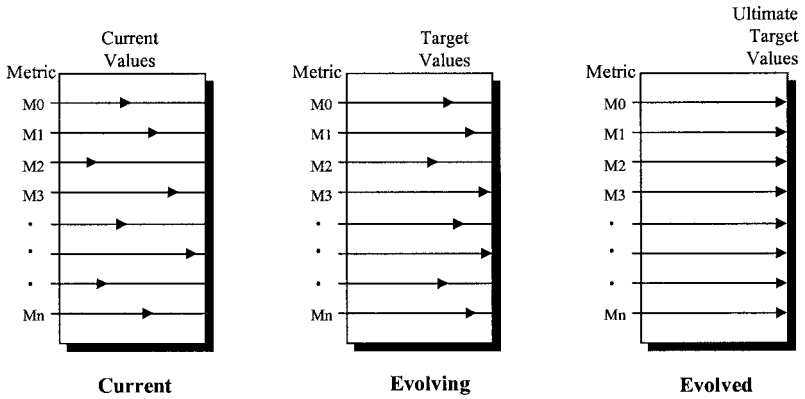 Current
Values
Metric
M0
M1
M2
M3
.
.
.
Mn
Current
Target
Values
Metric
M0
M1
M2
M3
.
.
.
Mn
Evolving
Ultimate
Target
Values
Metric
M0
M1
M2
M3
.
.
.
Mn
Evolved